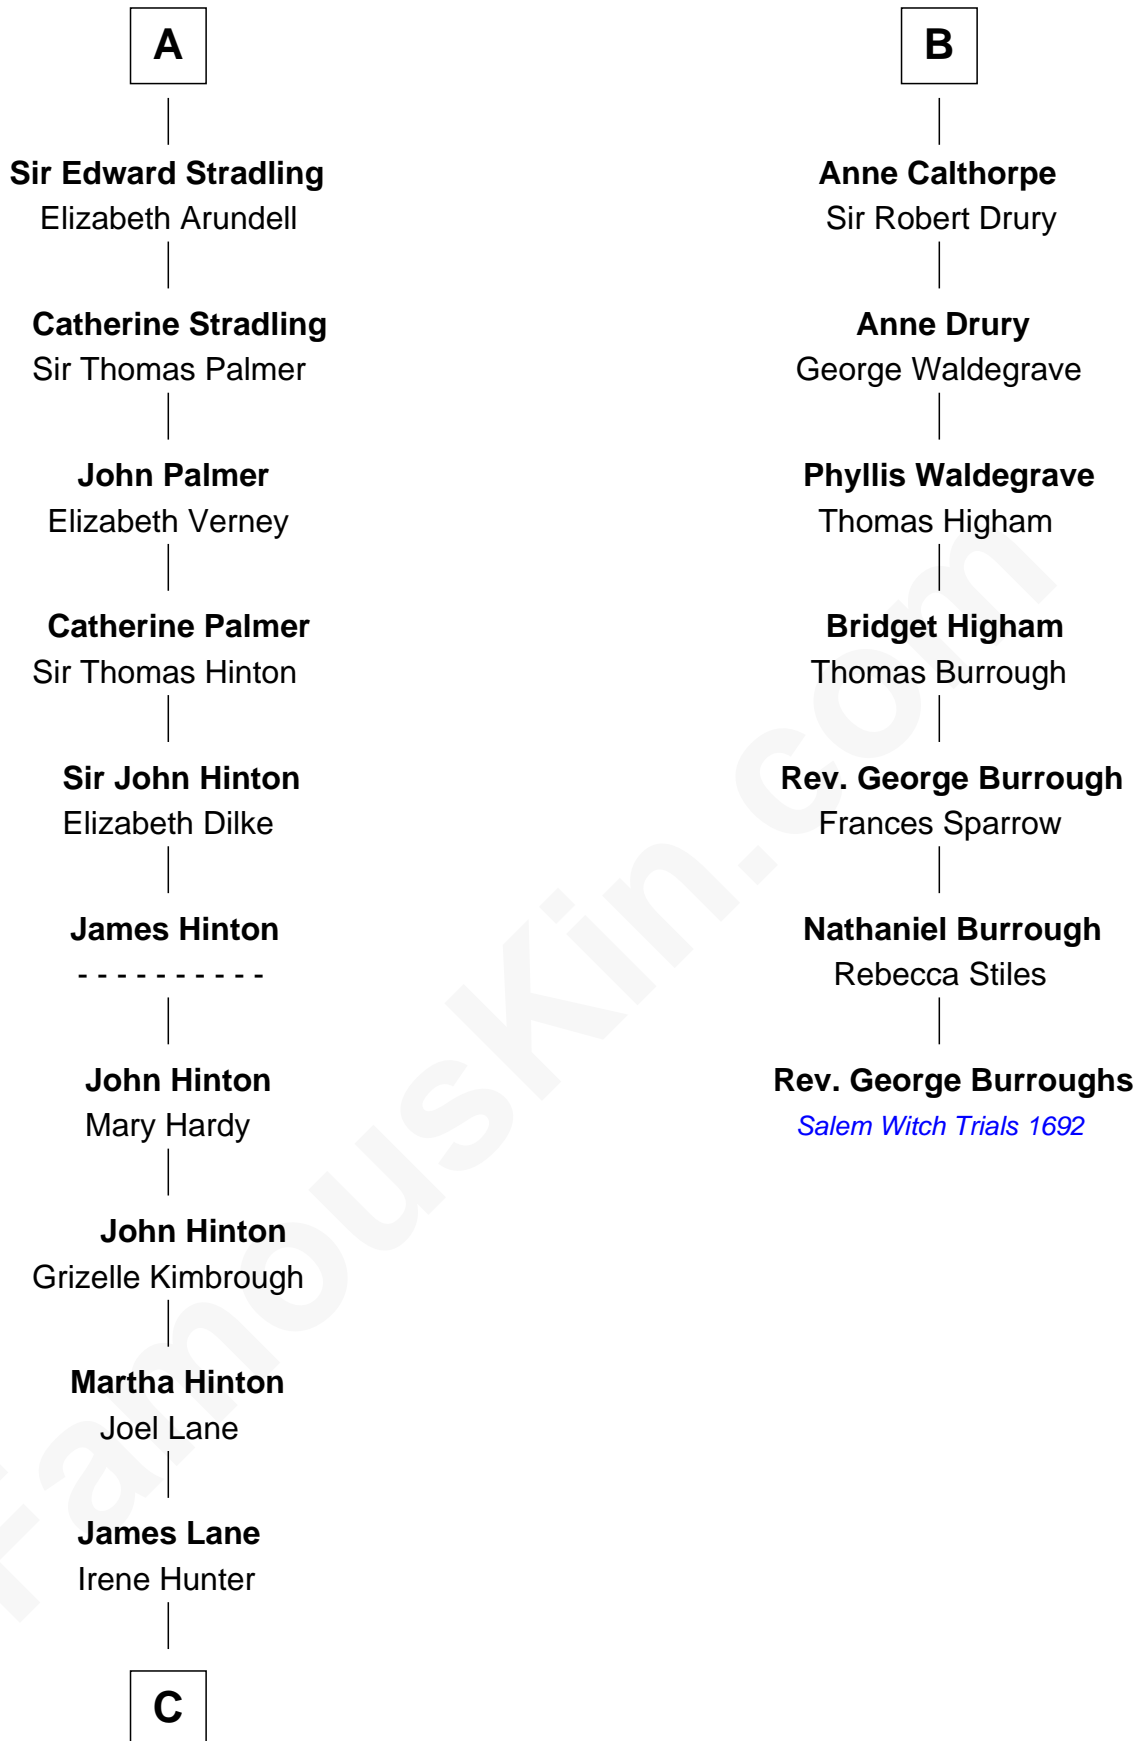 A
Sir Edward Stradling
Elizabeth Arundell
Catherine Stradling
Sir Thomas Palmer
John Palmer
Elizabeth Verney
Catherine Palmer
Sir Thomas Hinton
Sir John Hinton
Elizabeth Dilke
James Hinton
- - - - - - - - - -
John Hinton
Mary Hardy
John Hinton
Grizelle Kimbrough
Martha Hinton
Joel Lane
James Lane
Irene Hunter
C
B
Anne Calthorpe
Sir Robert Drury
Anne Drury
George Waldegrave
Phyllis Waldegrave
Thomas Higham
Bridget Higham
Thomas Burrough
Rev. George Burrough
Frances Sparrow
Nathaniel Burrough
Rebecca Stiles
Rev. George Burroughs
Salem Witch Trials 1692
FamousKin.com